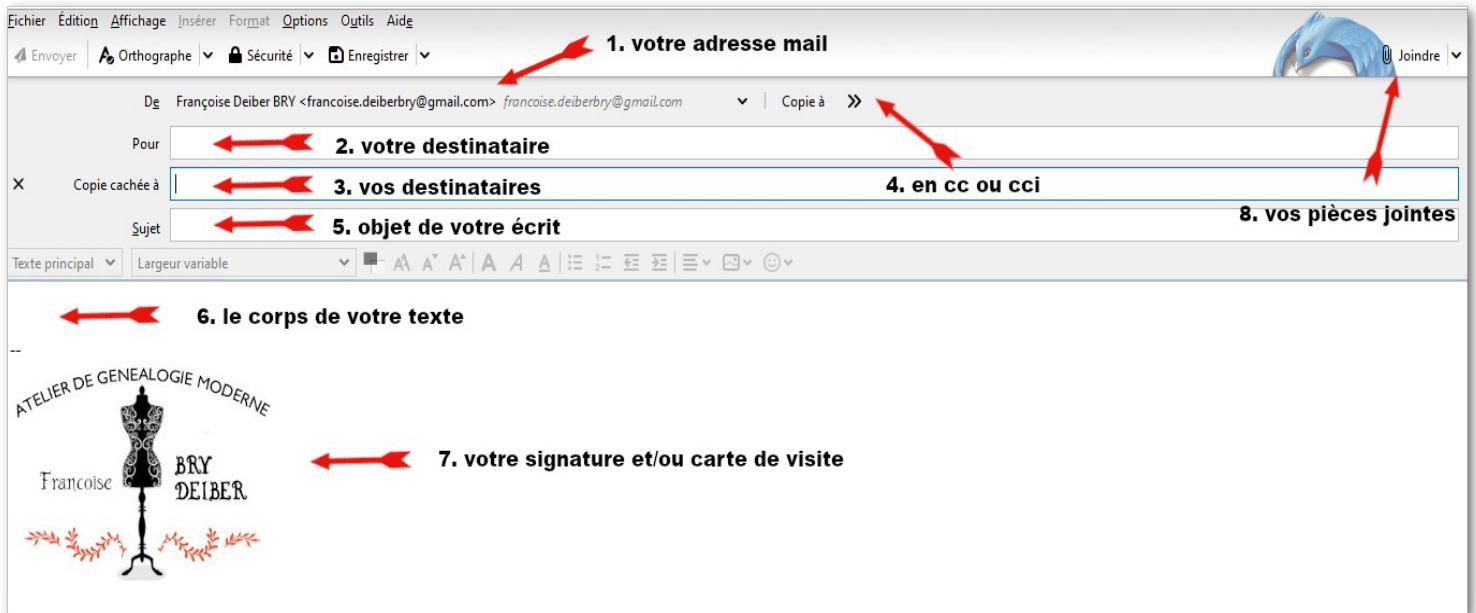 Fichier Édition Affichage Insérer Format Options Outils Aide
Envoyer Orthographe Sécurité Enregistrer
1. votre adresse mail
Joindre
De Françoise Deiber BRY <francoise.deiberbry@gmail.com> francoise.deiberbry@gmail.com Copie à »
Pour
2. votre destinataire
Copie cachée à
3. vos destinataires
4. en cc ou cci
8. vos pièces jointes
Sujet
5. objet de votre écrit
Texte principal Largeur variable
6. le corps de votre texte
--
ATELIER DE GENEALOGIE MODERNE
Francoise
BRY
DEIBER
7. votre signature et/ou carte de visite